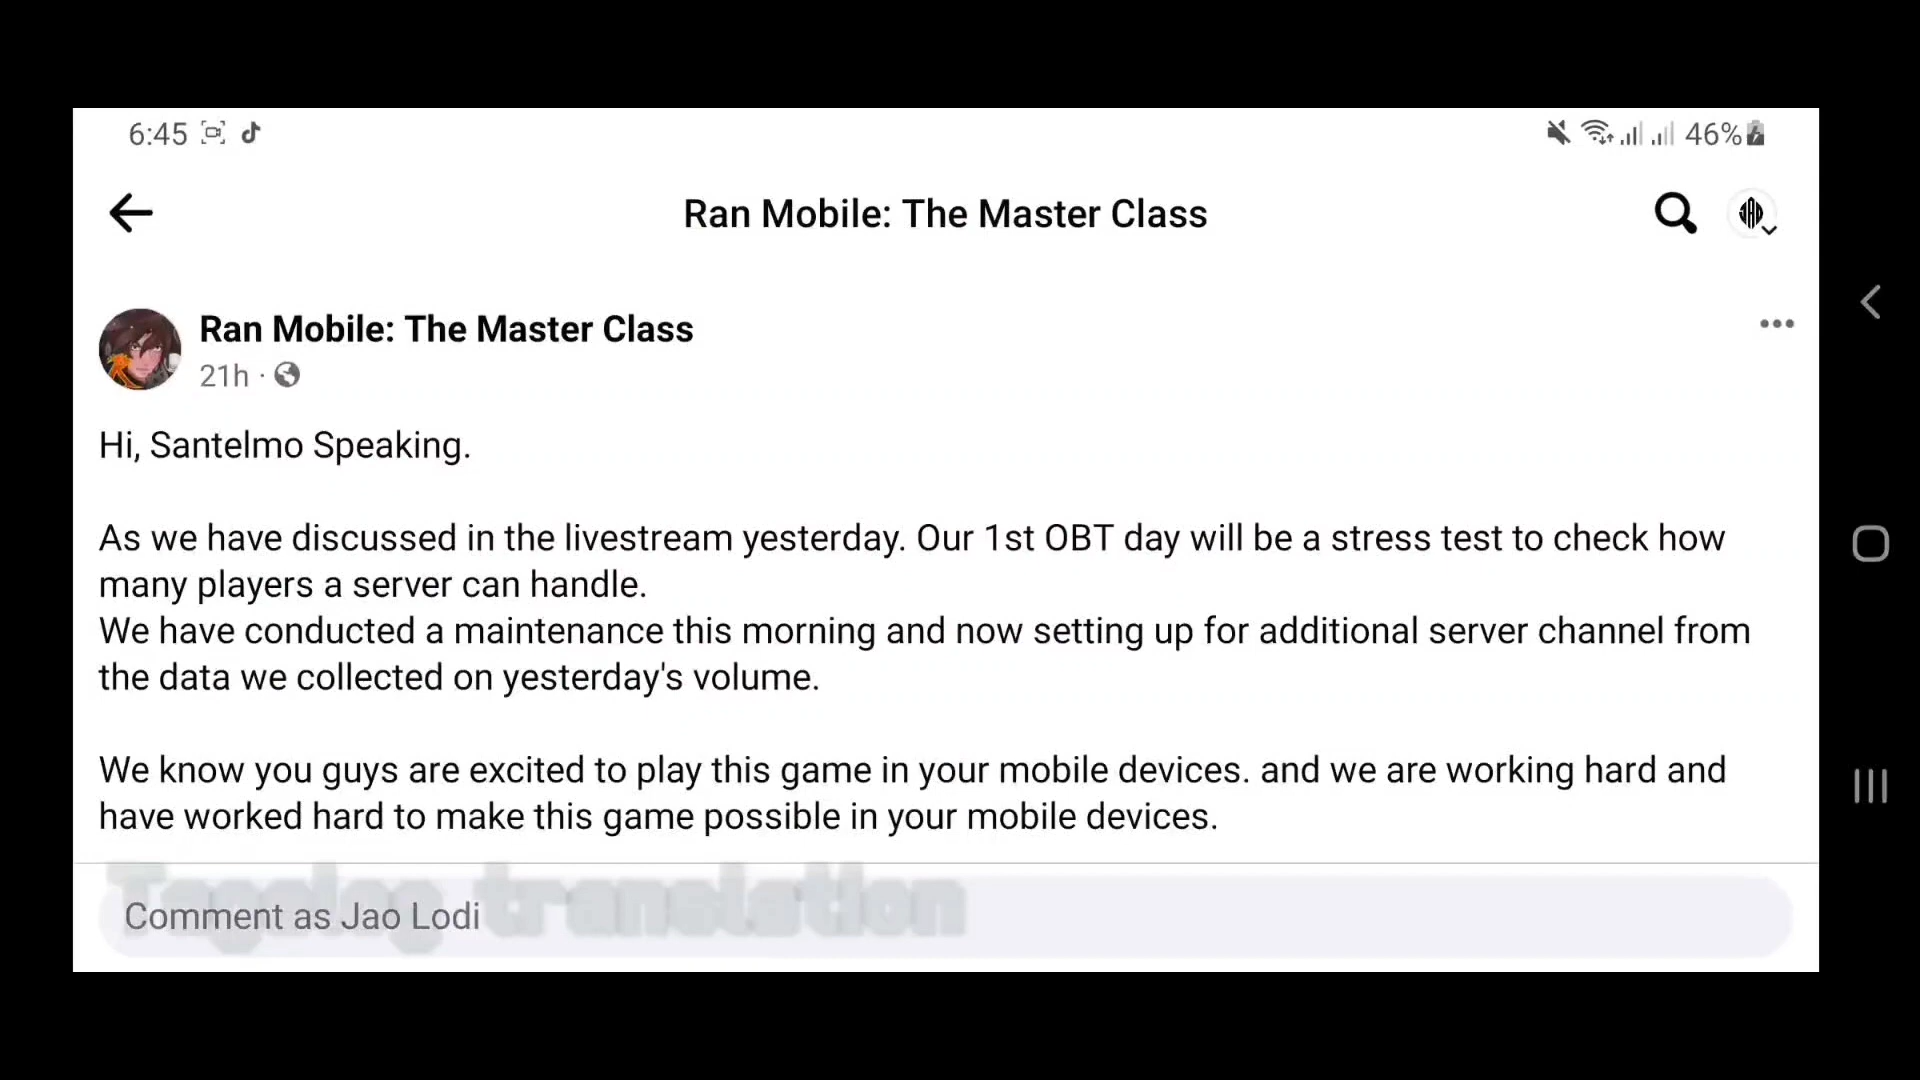 6:45
46%
Ran Mobile: The Master Class
Ran Mobile: The Master Class
21h ·
Hi, Santelmo Speaking.
As we have discussed in the livestream yesterday. Our 1st OBT day will be a stress test to check how
many players a server can handle.
We have conducted a maintenance this morning and now setting up for additional server channel from
the data we collected on yesterday's volume.
We know you guys are excited to play this game in your mobile devices. and we are working hard and
have worked hard to make this game possible in your mobile devices.
Tagalog translation
Comment as Jao Lodi